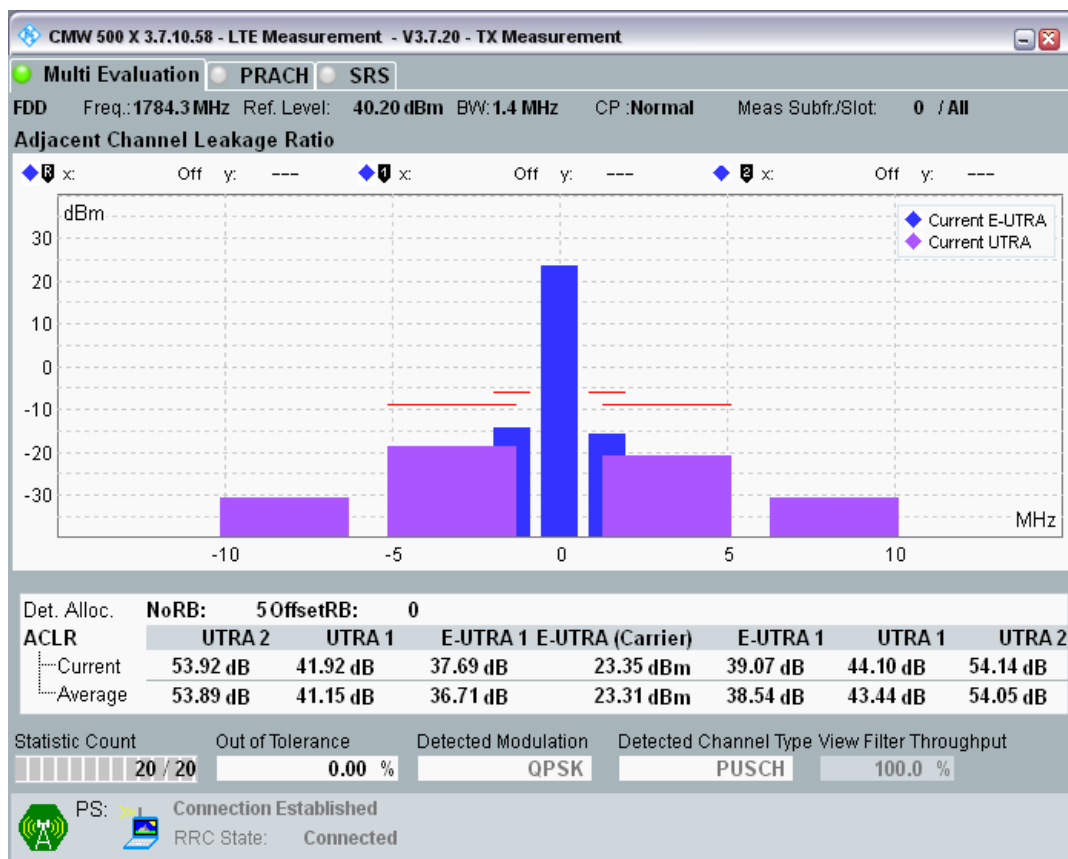 CMW 500 X 3.7.10.58 - LTE Measurement - V3.7.20 - TX Measurement
Multi Evaluation PRACH SRS
FDD Freq.: 1784.3 MHz Ref. Level: 40.20 dBm BW: 1.4 MHz CP :Normal Meas Subfr./Slot: 0 / All
Adjacent Channel Leakage Ratio
R x: Off y: --- 1 x: Off y: --- 2 x: Off y: ---
dBm
Current E-UTRA
Current UTRA
30
20
10
0
-10
-20
-30
MHz
-10 -5 0 5 10
Det. Alloc. NoRB: 5 OffsetRB: 0
ACLR UTRA 2 UTRA 1 E-UTRA 1 E-UTRA (Carrier) E-UTRA 1 UTRA 1 UTRA 2
Current 53.92 dB 41.92 dB 37.69 dB 23.35 dBm 39.07 dB 44.10 dB 54.14 dB
Average 53.89 dB 41.15 dB 36.71 dB 23.31 dBm 38.54 dB 43.44 dB 54.05 dB
Statistic Count Out of Tolerance Detected Modulation Detected Channel Type View Filter Throughput
20 / 20 0.00 % QPSK PUSCH 100.0 %
PS: Connection Established
RRC State: Connected